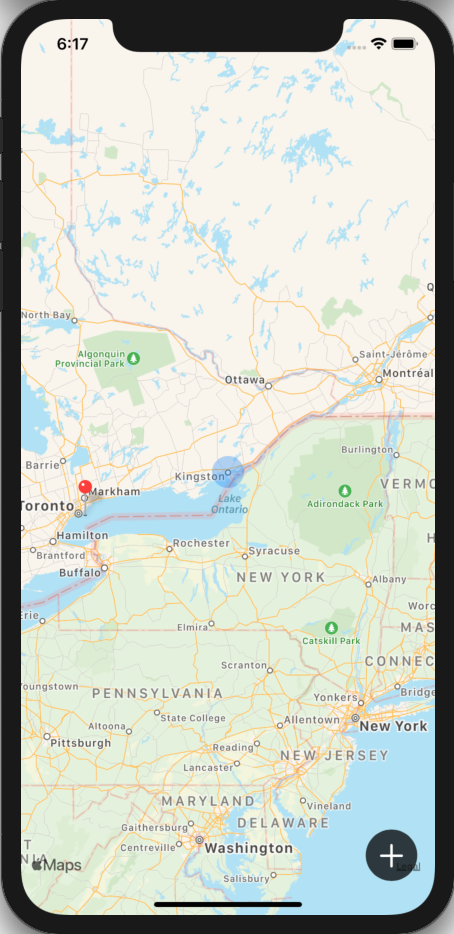 6:17
North Bay
Q
Algonquin
Provincial Park
Saint-Jérôme
Ottawa
Montréal
Burlington
Barrie
Kingston
VERMO
Markham
Lake
Ontario
Adirondack Park
Toronto
Hamilton
Rochester
H
Brantford
Syracuse
Buffalo
NEW YORK
Albany
Erie
Worc
Elmira
MAS
Catskill Park
Scranton
CONNEC
Youngstown
PENNSYLVANIA
Yonkers
Bridge
State College
Allentown
New York
Altoona
Pittsburgh
Reading
NEW JERSEY
Lancaster
MARYLAND
Vineland
Gaithersburg
DELAWARE
Centreville
Washington
T
NIA
Maps
Legal
Salisbury